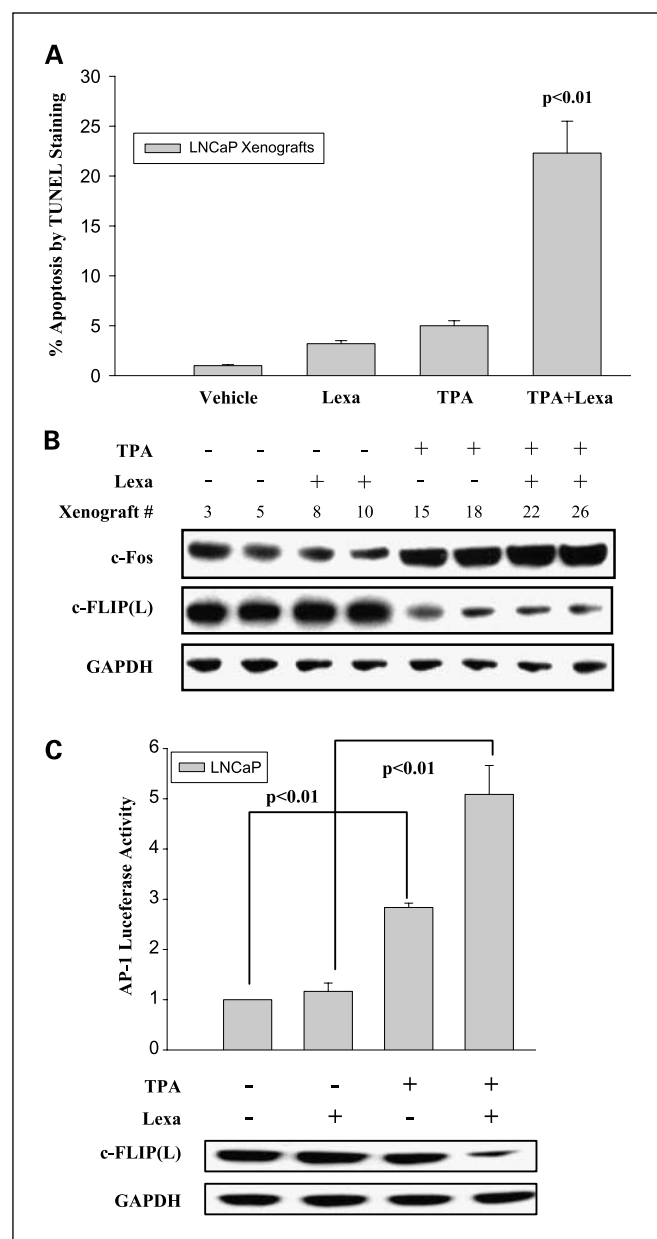 A
30
25
20
15
10
5
0
% Apoptosis by TUNEL Staining
LNCaP Xenografts
p<0.01
Vehicle Lexa TPA TPA+Lexa
B
TPA - - - - + + + +
Lexa - - + + - - + +
Xenograft # 3 5 8 10 15 18 22 26
c-Fos
c-FLIP(L)
GAPDH
C
6
5
4
3
2
1
0
AP-1 Luceferase Activity
LNCaP
p<0.01
p<0.01
TPA - - + +
Lexa - + - +
c-FLIP(L)
GAPDH